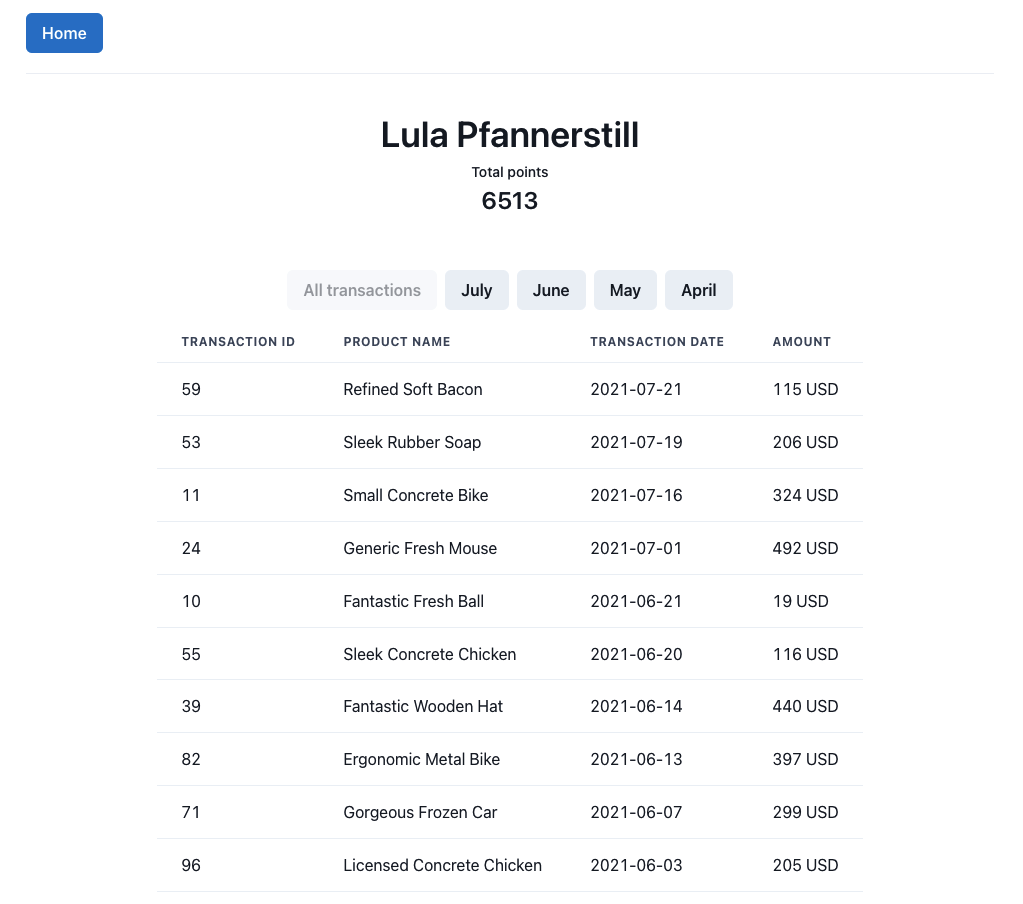 Home
Lula Pfannerstill
Total points
6513
All transactions July June May April
TRANSACTION ID PRODUCT NAME TRANSACTION DATE AMOUNT
59 Refined Soft Bacon 2021-07-21 115 USD
53 Sleek Rubber Soap 2021-07-19 206 USD
11 Small Concrete Bike 2021-07-16 324 USD
24 Generic Fresh Mouse 2021-07-01 492 USD
10 Fantastic Fresh Ball 2021-06-21 19 USD
55 Sleek Concrete Chicken 2021-06-20 116 USD
39 Fantastic Wooden Hat 2021-06-14 440 USD
82 Ergonomic Metal Bike 2021-06-13 397 USD
71 Gorgeous Frozen Car 2021-06-07 299 USD
96 Licensed Concrete Chicken 2021-06-03 205 USD